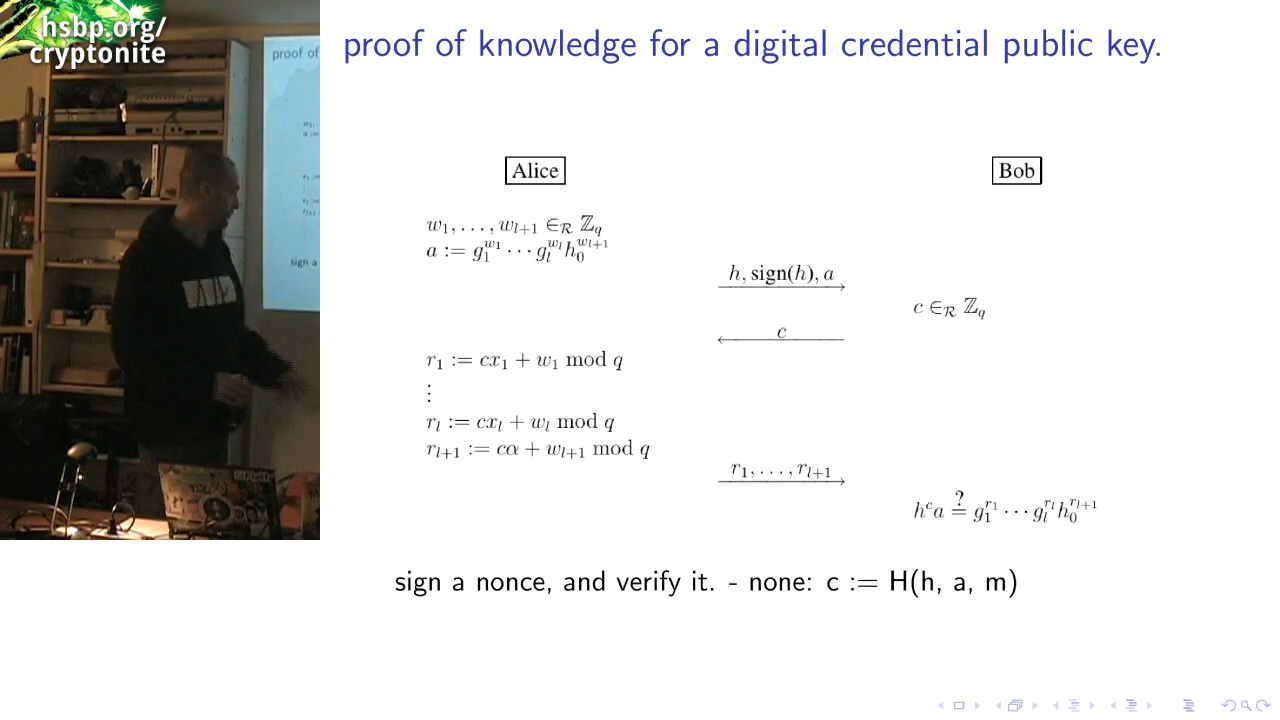 hsbp.org/
cryptonite
proof of knowledge for a digital credential public key.
Alice
Bob
w_1, . . . , w_{l+1} ∈_R ℤ_q
a := g_1^{w_1} · · · g_l^{w_l} h_0^{w_{l+1}}
h, sign(h), a
c ∈_R ℤ_q
c
r_1 := cx_1 + w_1 mod q
⋮
r_l := cx_l + w_l mod q
r_{l+1} := cα + w_{l+1} mod q
r_1, . . . , r_{l+1}
h^c a ≟ g_1^{r_1} · · · g_l^{r_l} h_0^{r_{l+1}}
sign a nonce, and verify it. - none: c := H(h, a, m)
proof of
sign a